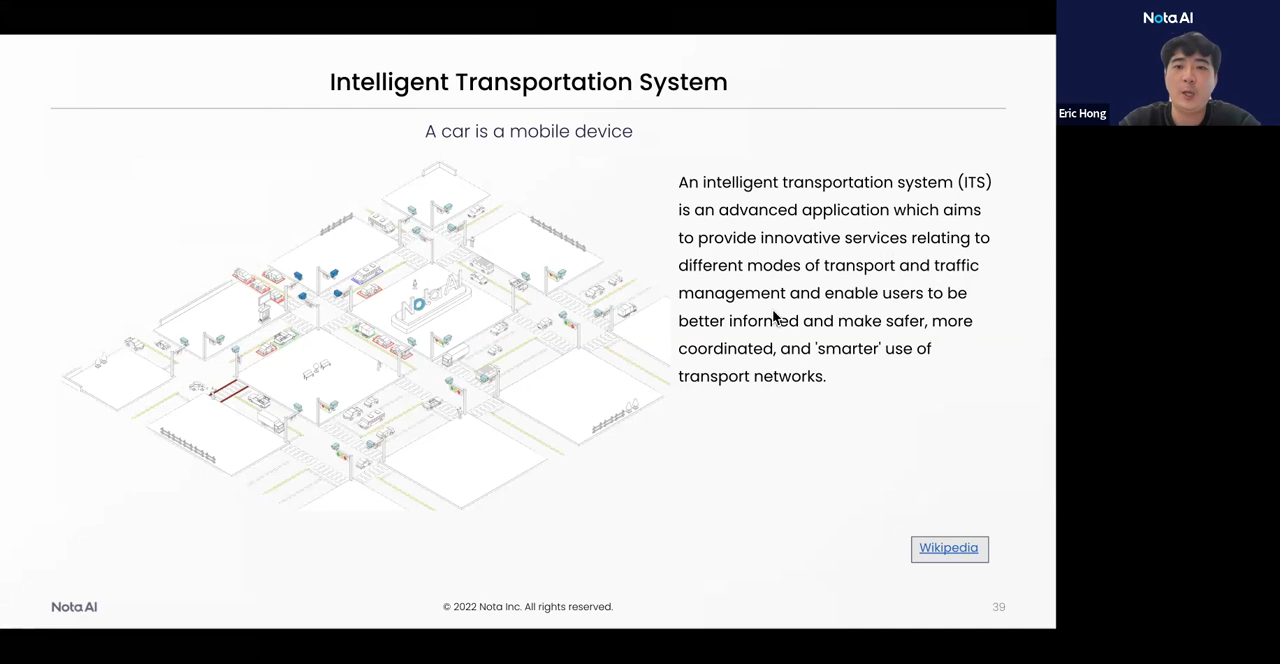 Nota AI
Eric Hong
Intelligent Transportation System
A car is a mobile device
An intelligent transportation system (ITS)
is an advanced application which aims
to provide innovative services relating to
different modes of transport and traffic
management and enable users to be
better informed and make safer, more
coordinated, and 'smarter' use of
transport networks.
NOTA
Wikipedia
Nota AI
© 2022 Nota Inc. All rights reserved.
39